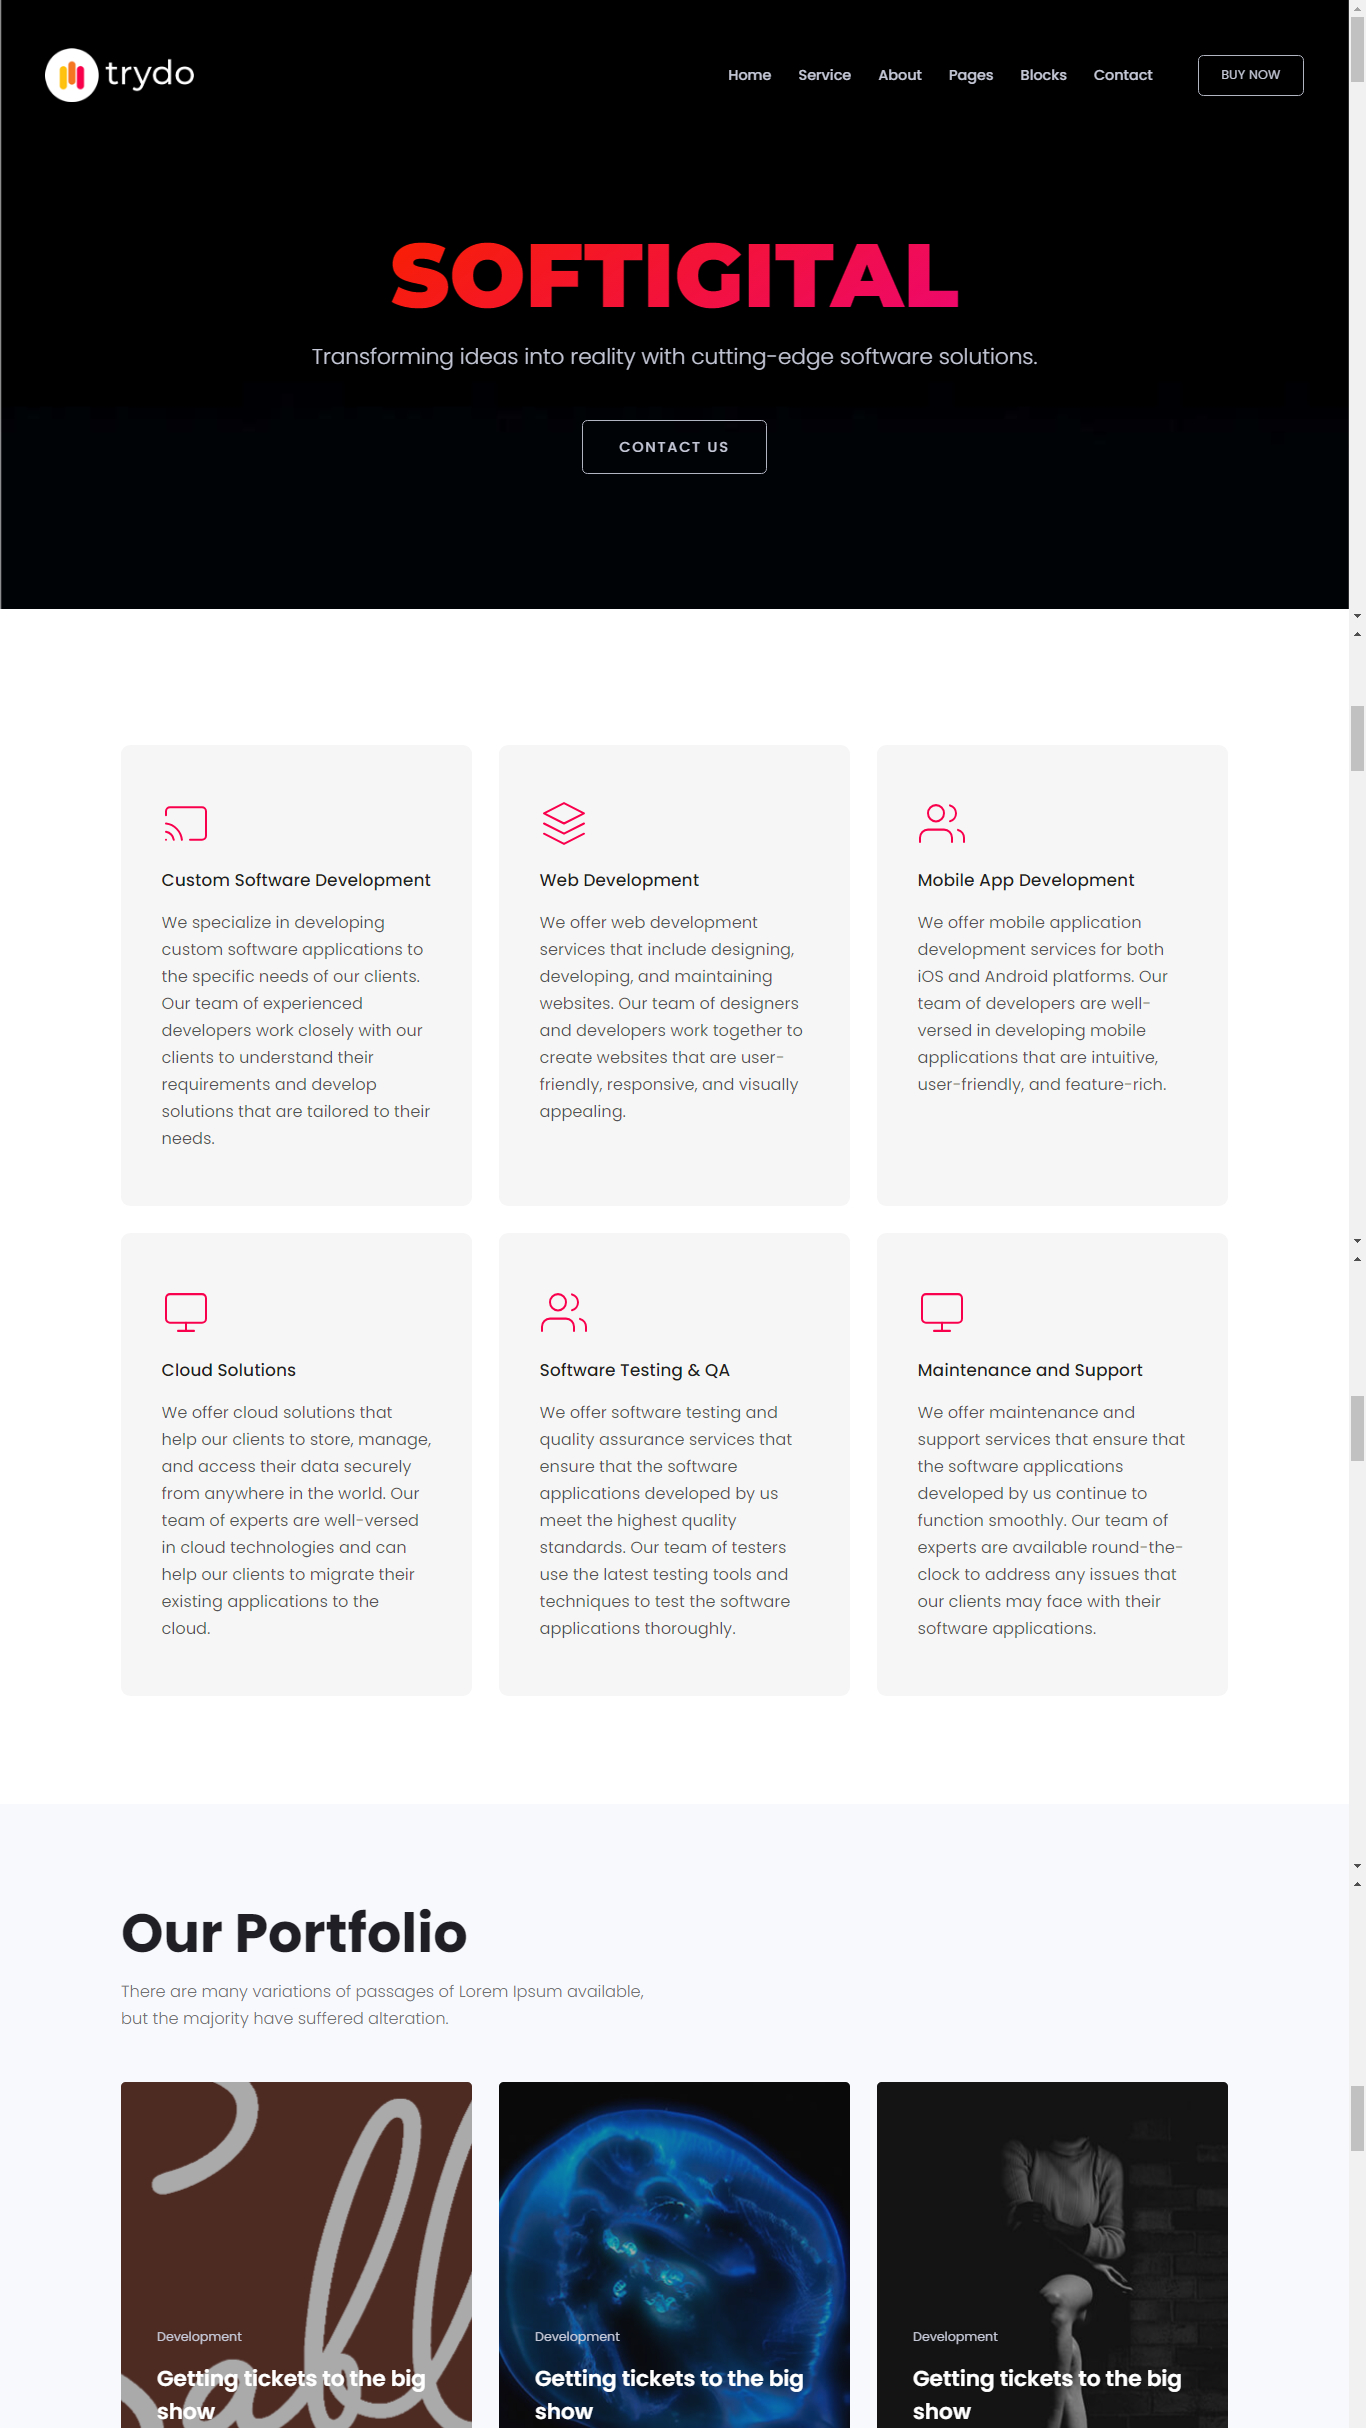 trydo
Home Service About Pages Blocks Contact BUY NOW
SOFTIGITAL
Transforming ideas into reality with cutting-edge software solutions.
CONTACT US
Custom Software Development
We specialize in developing
custom software applications to
the specific needs of our clients.
Our team of experienced
developers work closely with our
clients to understand their
requirements and develop
solutions that are tailored to their
needs.
Web Development
We offer web development
services that include designing,
developing, and maintaining
websites. Our team of designers
and developers work together to
create websites that are user-
friendly, responsive, and visually
appealing.
Mobile App Development
We offer mobile application
development services for both
iOS and Android platforms. Our
team of developers are well-
versed in developing mobile
applications that are intuitive,
user-friendly, and feature-rich.
Cloud Solutions
We offer cloud solutions that
help our clients to store, manage,
and access their data securely
from anywhere in the world. Our
team of experts are well-versed
in cloud technologies and can
help our clients to migrate their
existing applications to the
cloud.
Software Testing & QA
We offer software testing and
quality assurance services that
ensure that the software
applications developed by us
meet the highest quality
standards. Our team of testers
use the latest testing tools and
techniques to test the software
applications thoroughly.
Maintenance and Support
We offer maintenance and
support services that ensure that
the software applications
developed by us continue to
function smoothly. Our team of
experts are available round-the-
clock to address any issues that
our clients may face with their
software applications.
Our Portfolio
There are many variations of passages of Lorem Ipsum available,
but the majority have suffered alteration.
Development
Getting tickets to the big
show
Development
Getting tickets to the big
show
Development
Getting tickets to the big
show